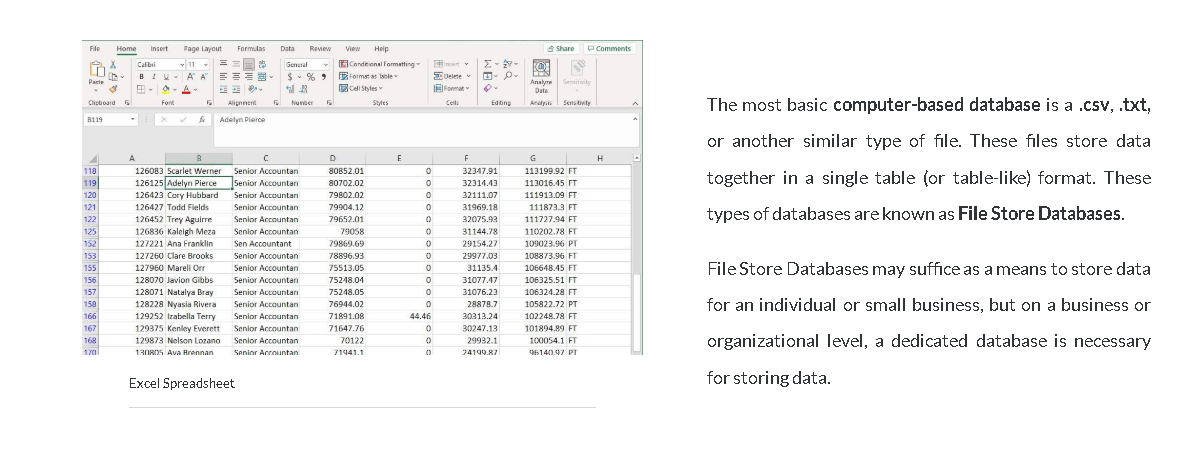 File Home Insert Page Layout Formulas Data Review View Help Share Comments
Calibri 11 General Conditional Formatting Insert
Paste B I U A A $ % Format as Table Delete Analyze Data Sensitivity
Cell Styles Format
Clipboard Font Alignment Number Styles Cells Editing Analysis Sensitivity
B119 Adelyn Pierce
A B C D E F G H
118 126083 Scarlet Werner Senior Accountan 80852.01 0 32347.91 113199.92 FT
119 126125 Adelyn Pierce Senior Accountan 80702.02 0 32314.43 113016.45 FT
120 126423 Cory Hubbard Senior Accountan 79802.02 0 32111.07 111913.09 FT
121 126427 Todd Fields Senior Accountan 79904.12 0 31969.18 111873.3 FT
122 126452 Trey Aguirre Senior Accountan 79652.01 0 32075.93 111727.94 FT
125 126836 Kaleigh Meza Senior Accountan 79058 0 31144.78 110202.78 FT
152 127221 Ana Franklin Sen Accountant 79869.69 0 29154.27 109023.96 PT
153 127260 Clare Brooks Senior Accountan 78896.93 0 29977.03 108873.96 FT
155 127960 Mareli Orr Senior Accountan 75513.05 0 31135.4 106648.45 FT
156 128070 Javion Gibbs Senior Accountan 75248.04 0 31077.47 106325.51 FT
157 128071 Natalya Bray Senior Accountan 75248.05 0 31076.23 106324.28 FT
158 128228 Nyasia Rivera Senior Accountan 76944.02 0 28878.7 105822.72 PT
166 129252 Izabella Terry Senior Accountan 71891.08 44.46 30313.24 102248.78 FT
167 129375 Kenley Everett Senior Accountan 71647.76 0 30247.13 101894.89 FT
168 129873 Nelson Lozano Senior Accountan 70122 0 29932.1 100054.1 FT
170 130805 Ava Brennan Senior Accountan 71941.1 0 24199.87 96140.97 PT
Excel Spreadsheet
The most basic computer-based database is a .csv, .txt,
or another similar type of file. These files store data
together in a single table (or table-like) format. These
types of databases are known as File Store Databases.
File Store Databases may suffice as a means to store data
for an individual or small business, but on a business or
organizational level, a dedicated database is necessary
for storing data.